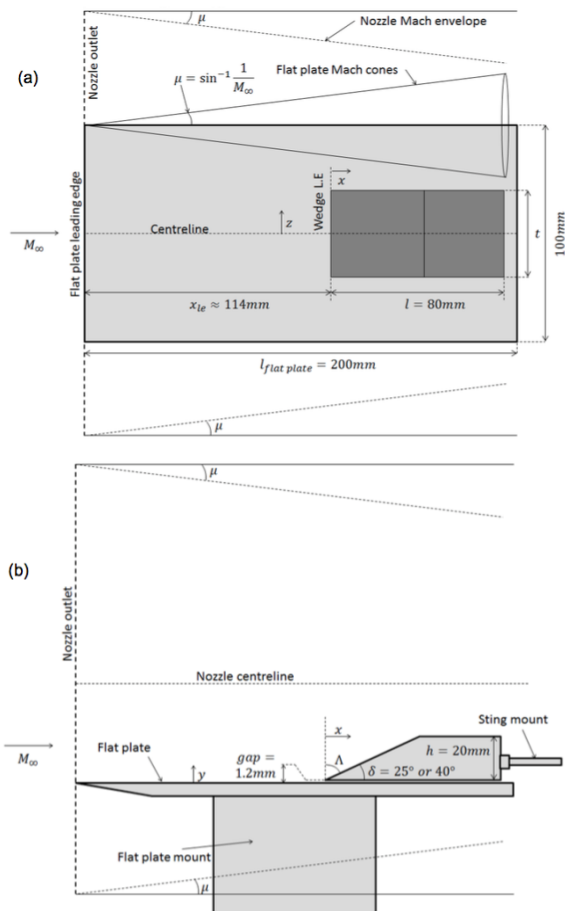 (a)
Nozzle outlet
μ
Nozzle Mach envelope
Flat plate Mach cones
μ = sin⁻¹ 1/M∞
Flat plate leading edge
Wedge L.E
x
z
Centreline
M∞
t
100mm
x_le ≈ 114mm
l = 80mm
l_flat plate = 200mm
μ
(b)
μ
Nozzle outlet
Nozzle centreline
Sting mount
x
M∞
Flat plate
y
gap =
1.2mm
Λ
h = 20mm
δ = 25° or 40°
Flat plate mount
μ